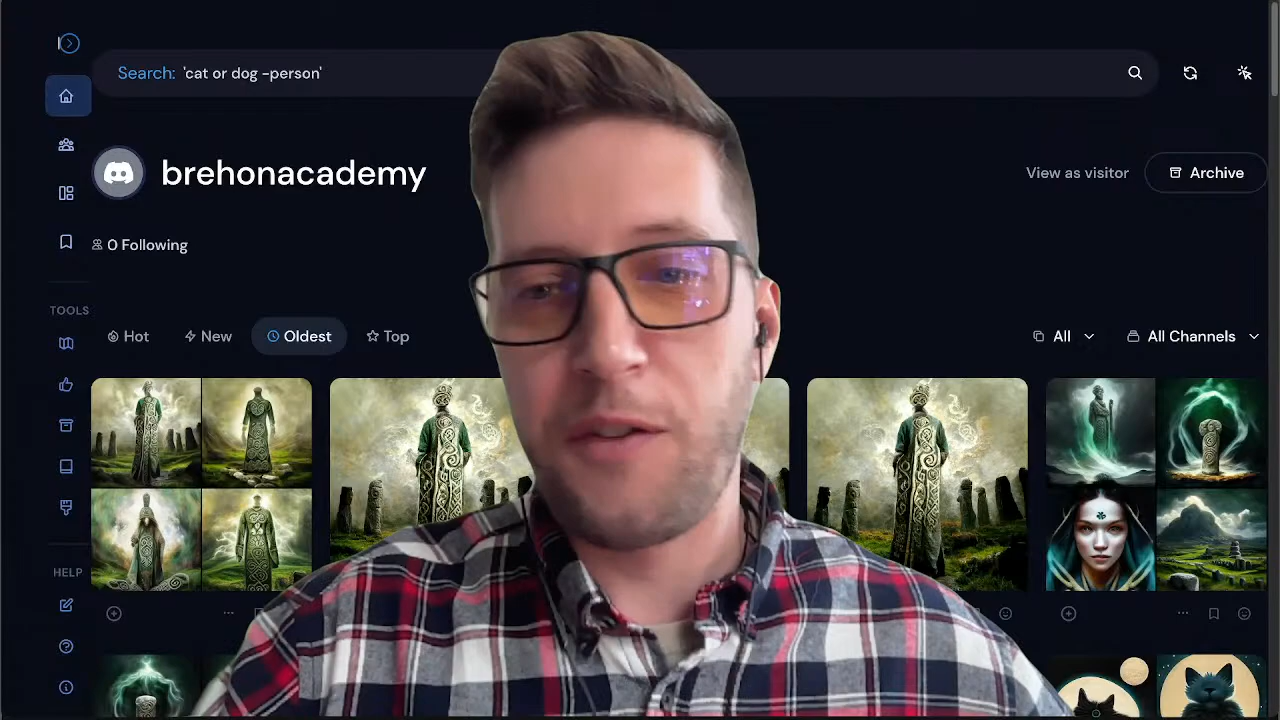 Search: 'cat or dog -person'
brehonacademy
View as visitor
Archive
0 Following
TOOLS
Hot
New
Oldest
Top
All
All Channels
HELP